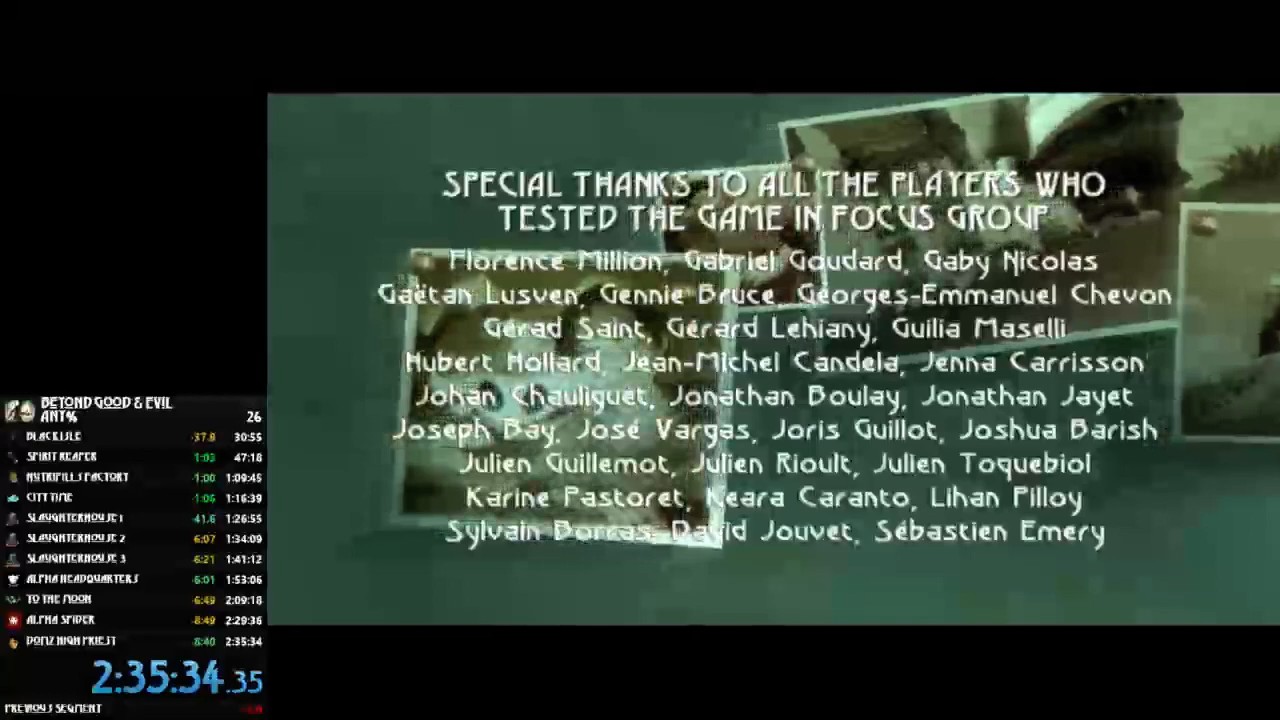 SPECIAL THANKS TO ALL THE PLAYERS WHO
TESTED THE GAME IN FOCUS GROUP
Florence Million, Gabriel Goudard, Gaby Nicolas
Gaëtan Lusven, Gennie Bruce, Georges-Emmanuel Chevon
Gérad Saint, Gérard Lehiany, Guilia Maselli
Hubert Hollard, Jean-Michel Candela, Jenna Carrisson
Johan Chauliguet, Jonathan Boulay, Jonathan Jayet
Joseph Bay, José Vargas, Joris Guillot, Joshua Barish
Julien Guillemot, Julien Rioult, Julien Toquebiol
Karine Pastoret, Keara Caranto, Lihan Pilloy
Sylvain Borcas, David Jouvet, Sébastien Emery
BEYOND GOOD & EVIL
ANY% 26
BLACK ISLE -37.8 30:55
SPIRIT REAPER -1:03 47:18
NUTRIPILLS FACTORY -1:00 1:09:45
CITY TIME -1:06 1:16:39
SLAUGHTERHOUSE 1 -41.6 1:26:55
SLAUGHTERHOUSE 2 -6:07 1:34:09
SLAUGHTERHOUSE 3 -6:21 1:41:12
ALPHA HEADQUARTERS -6:01 1:53:06
TO THE MOON -6:49 2:09:18
ALPHA SPIDER -8:49 2:29:36
DOMZ HIGH PRIEST -8:40 2:35:34
2:35:34.35
PREVIOUS SEGMENT